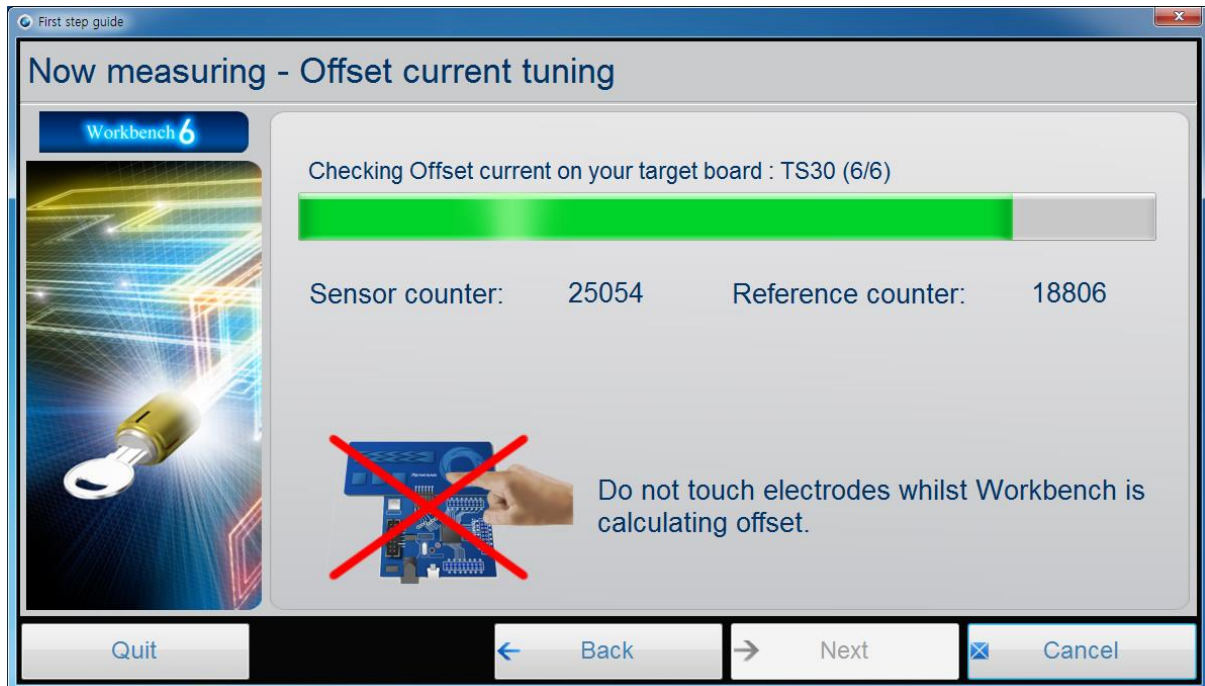 First step guide
Now measuring - Offset current tuning
Workbench 6
Checking Offset current on your target board : TS30 (6/6)
Sensor counter: 25054 Reference counter: 18806
Do not touch electrodes whilst Workbench is
calculating offset.
Quit Back Next Cancel